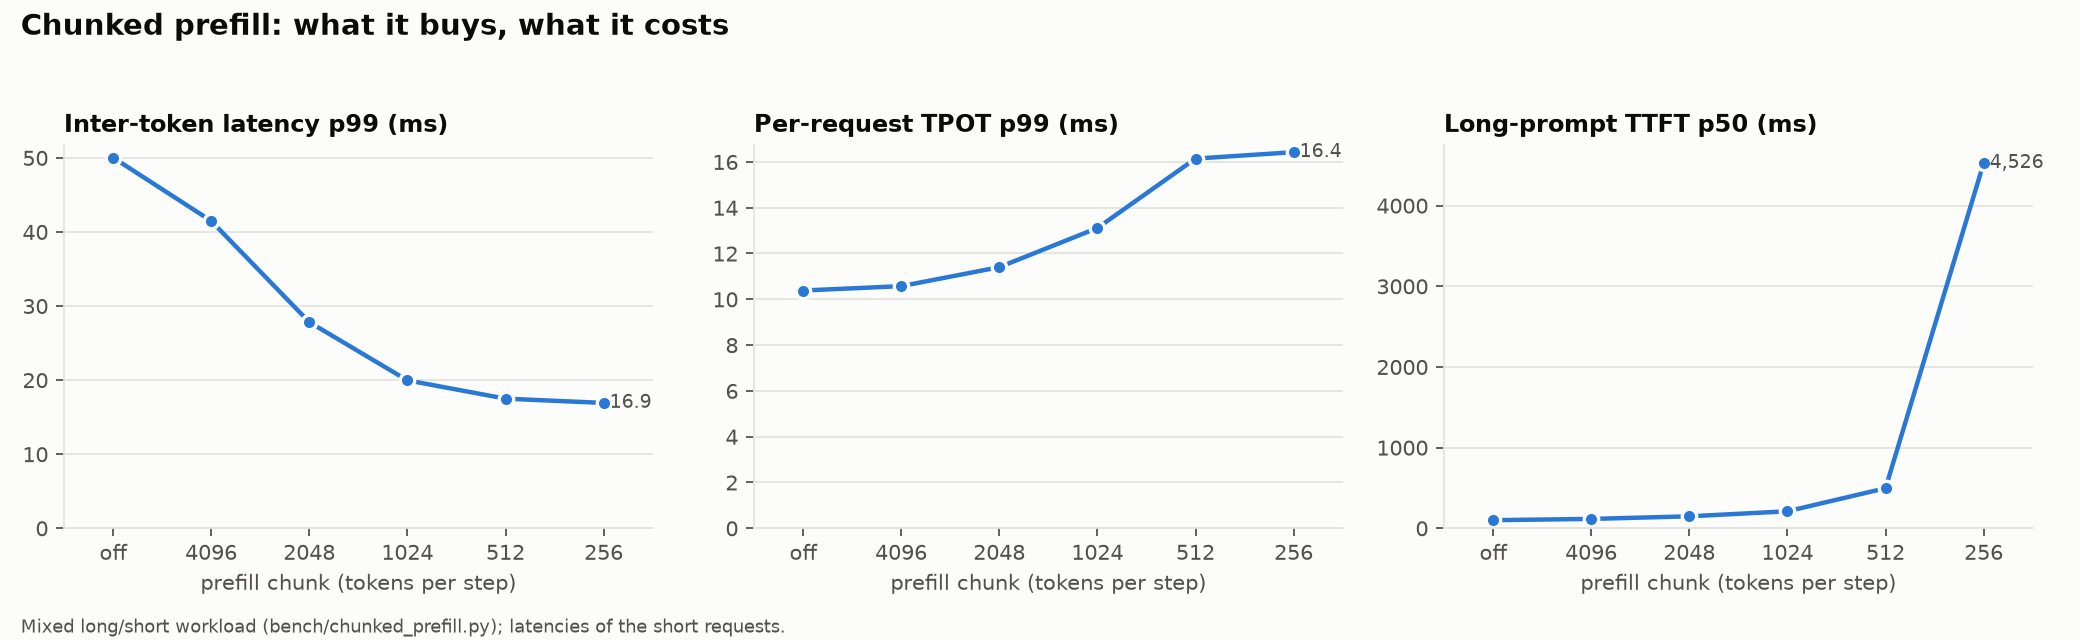 Chunked prefill: what it buys, what it costs
Inter-token latency p99 (ms)
50
40
30
20
10
0
16.9
off 4096 2048 1024 512 256
prefill chunk (tokens per step)
Per-request TPOT p99 (ms)
16
14
12
10
8
6
4
2
0
16.4
off 4096 2048 1024 512 256
prefill chunk (tokens per step)
Long-prompt TTFT p50 (ms)
4000
3000
2000
1000
0
4,526
off 4096 2048 1024 512 256
prefill chunk (tokens per step)
Mixed long/short workload (bench/chunked_prefill.py); latencies of the short requests.